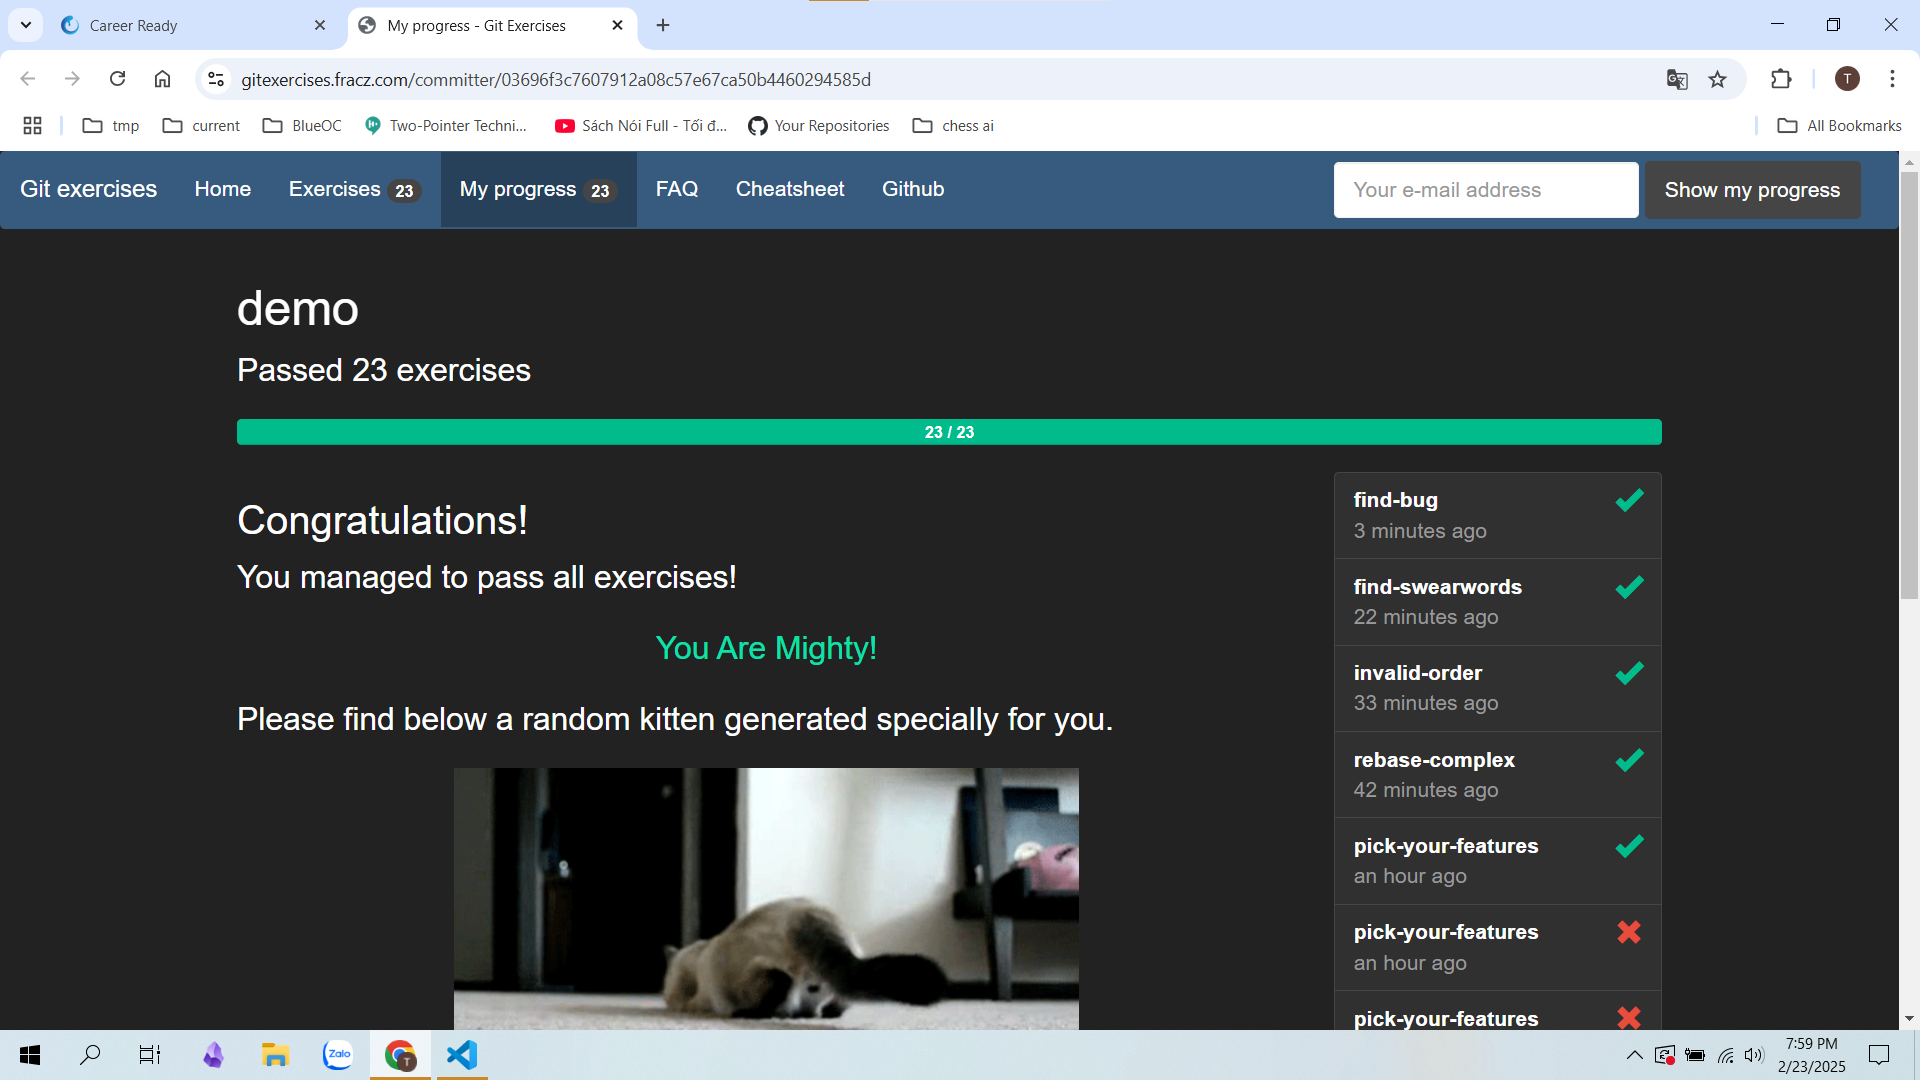 Career Ready
My progress - Git Exercises
gitexercises.fracz.com/committer/03696f3c7607912a08c57e67ca50b4460294585d
T
tmp
current
BlueOC
Two-Pointer Techni...
Sách Nói Full - Tối đ...
Your Repositories
chess ai
All Bookmarks
Git exercises
Home
Exercises 23
My progress 23
FAQ
Cheatsheet
Github
Your e-mail address
Show my progress
demo
Passed 23 exercises
23 / 23
Congratulations!
You managed to pass all exercises!
You Are Mighty!
Please find below a random kitten generated specially for you.
find-bug
3 minutes ago
find-swearwords
22 minutes ago
invalid-order
33 minutes ago
rebase-complex
42 minutes ago
pick-your-features
an hour ago
pick-your-features
an hour ago
pick-your-features
Zalo
T
7:59 PM
2/23/2025